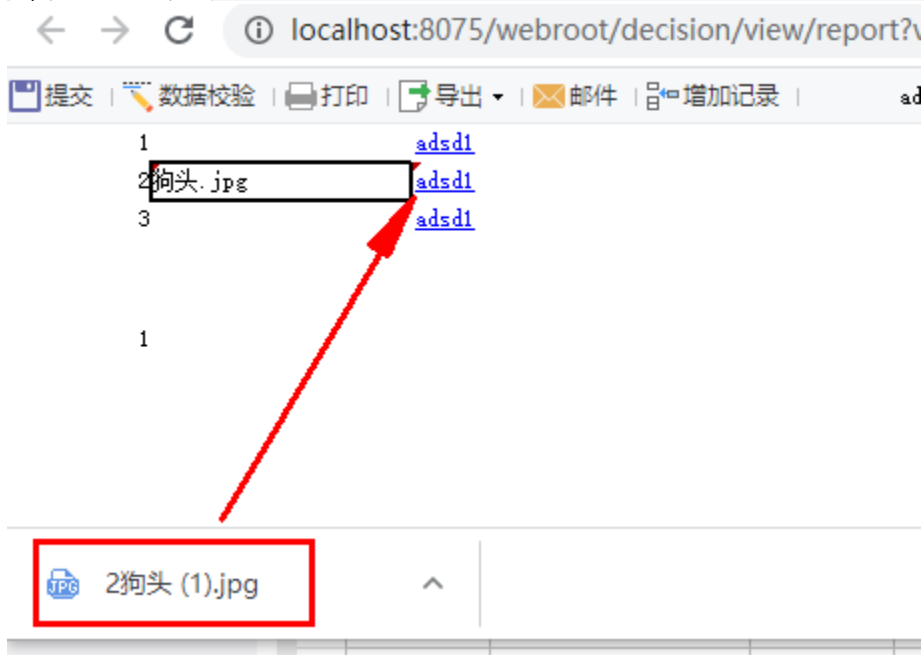 localhost:8075/webroot/decision/view/report?v
提交 数据校验 打印 导出 邮件 增加记录 ad
1 adsd1
2狗头.jpg adsd1
3 adsd1
1
JPG 2狗头 (1).jpg